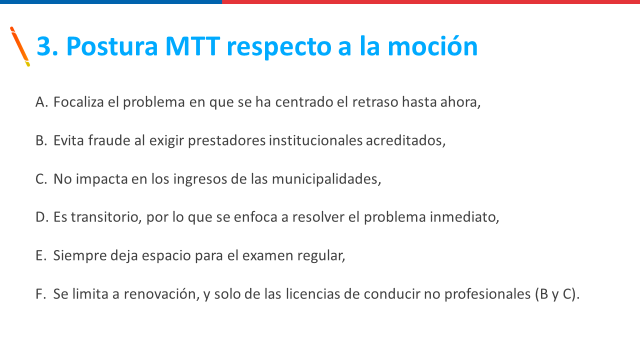 3. Postura MTT respecto a la moción
A. Focaliza el problema en que se ha centrado el retraso hasta ahora,
B. Evita fraude al exigir prestadores institucionales acreditados,
C. No impacta en los ingresos de las municipalidades,
D. Es transitorio, por lo que se enfoca a resolver el problema inmediato,
E. Siempre deja espacio para el examen regular,
F. Se limita a renovación, y solo de las licencias de conducir no profesionales (B y C).